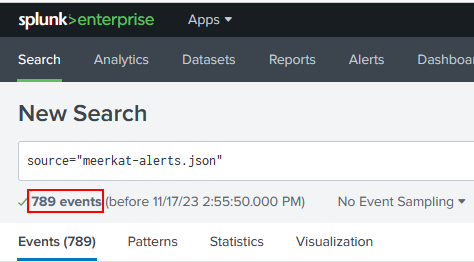 splunk>enterprise Apps
Search Analytics Datasets Reports Alerts Dashboa
New Search
source="meerkat-alerts.json"
789 events (before 11/17/23 2:55:50.000 PM) No Event Sampling
Events (789) Patterns Statistics Visualization